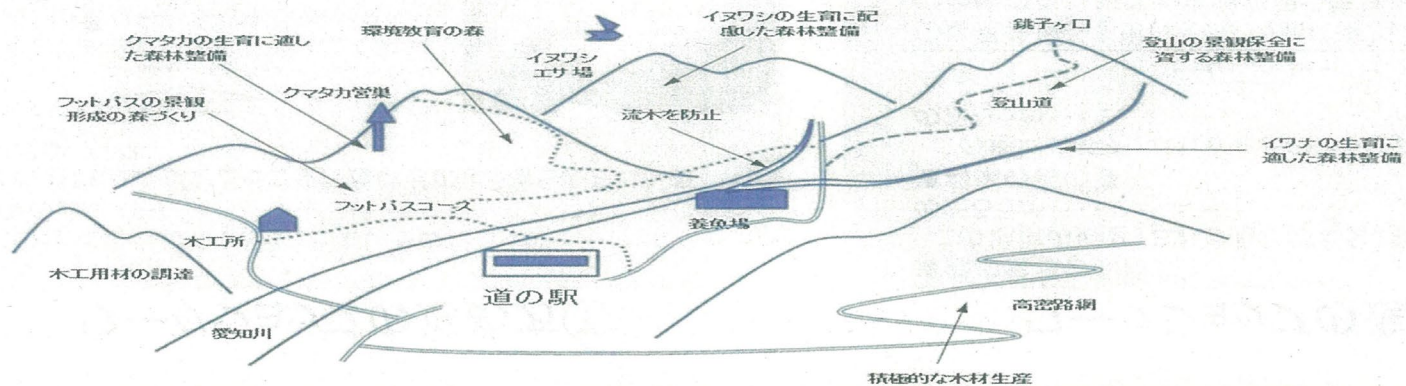 イヌワシの生育に配
慮した森林整備
銚子ヶ口
環境教育の森
クマタカの生育に適し
た森林整備
イヌワシ
エサ場
登山の景観保全に
資する森林整備
クマタカ営巣
フットパスの景観
形成の森づくり
流木を防止
登山道
イワナの生育に
適した森林整備
フットパスコース
養魚場
木工所
木工用材の調達
道の駅
高密路網
愛知川
積極的な木材生産